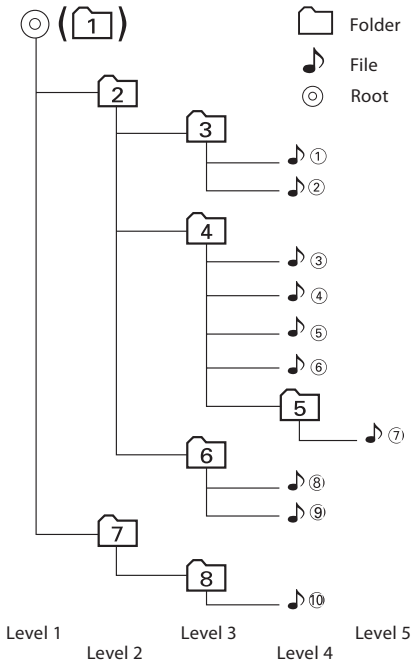 ( 1 )
Folder
2
File
Root
3
①
②
4
③
④
⑤
⑥
5
⑦
6
⑧
⑨
7
8
⑩
Level 1
Level 3
Level 5
Level 2
Level 4